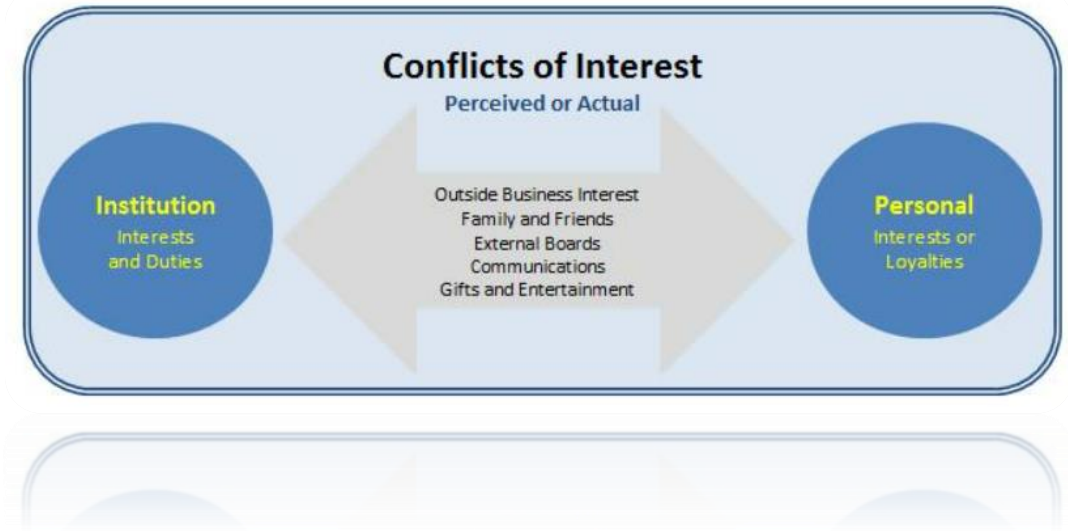 Conflicts of Interest
Perceived or Actual
Institution
Interests
and Duties
Outside Business Interest
Family and Friends
External Boards
Communications
Gifts and Entertainment
Personal
Interests or
Loyalties